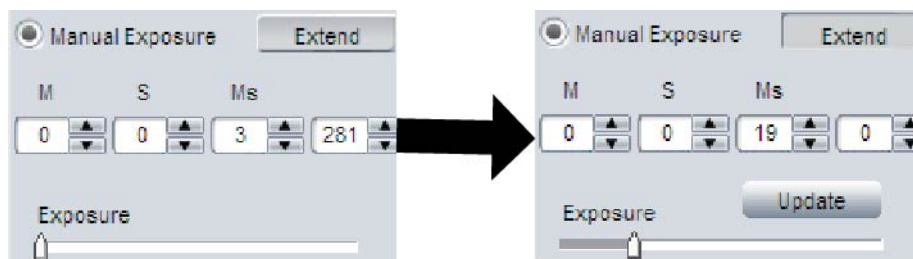 Manual Exposure Extend
M S Ms
0 0 3 281
Exposure
Manual Exposure Extend
M S Ms
0 0 19 0
Update
Exposure